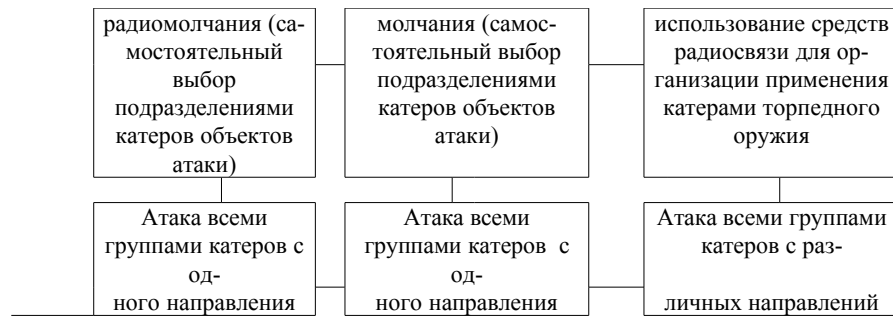 радиомолчания (са-
мостоятельный
выбор
подразделениями
катеров объектов
атаки)
молчания (самос-
тоятельный выбор
подразделениями
катеров объектов
атаки)
использование средств
радиосвязи для ор-
ганизации применения
катерами торпедного
оружия
Атака всеми
группами катеров с
од-
ного направления
Атака всеми
группами катеров с
од-
ного направления
Атака всеми группами
катеров с раз-
личных направлений